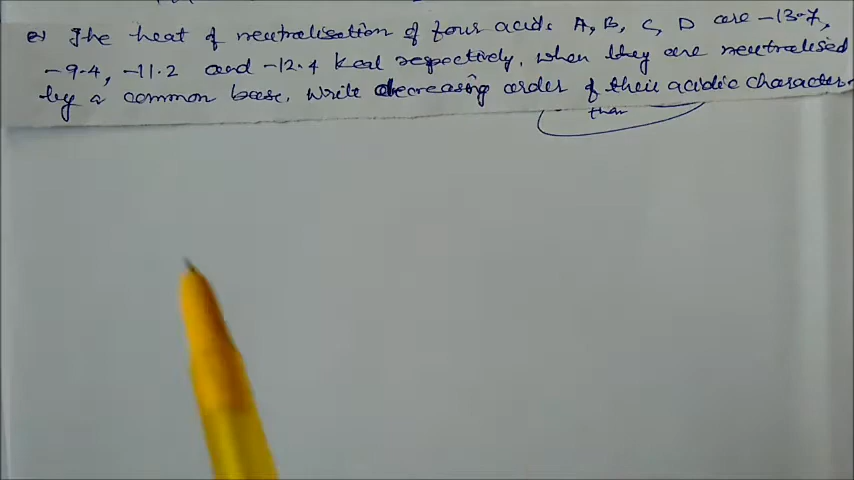 Q) The heat of neutralisation of four acids A, B, C, D are -13.7,
-9.4, -11.2 and -12.4 Kcal respectively, when they are neutralised
by a common base. Write decreasing order of their acidic character.
than